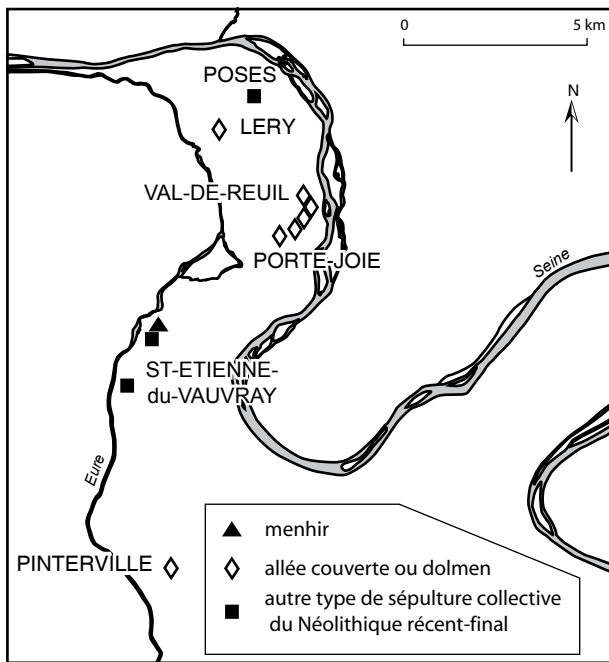 0 5 km
POSES
N
LERY
VAL-DE-REUIL
PORTE-JOIE
Seine
ST-ETIENNE-
du-VAUVRAY
Eure
PINTERVILLE
menhir
allée couverte ou dolmen
autre type de sépulture collective
du Néolithique récent-final